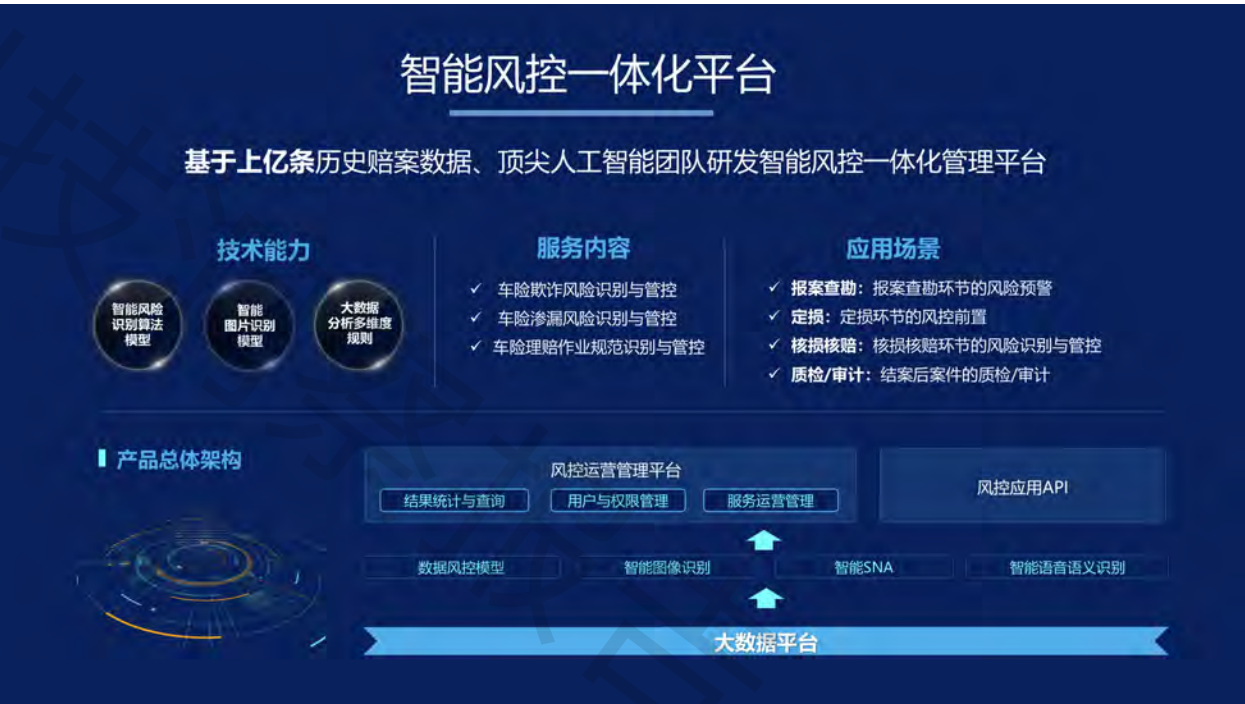 智能风控一体化平台
基于上亿条历史赔案数据、顶尖人工智能团队研发智能风控一体化管理平台
技术能力
智能风险
识别算法
模型
智能
图片识别
模型
大数据
分析多维度
规则
服务内容
✓ 车险欺诈风险识别与管控
✓ 车险渗漏风险识别与管控
✓ 车险理赔作业规范识别与管控
应用场景
✓ 报案查勘：报案查勘环节的风险预警
✓ 定损：定损环节的风控前置
✓ 核损核赔：核损核赔环节的风险识别与管控
✓ 质检/审计：结案后案件的质检/审计
产品总体架构
风控运营管理平台
结果统计与查询
用户与权限管理
服务运营管理
风控应用API
数据风控模型
智能图像识别
智能SNA
智能语音语义识别
大数据平台